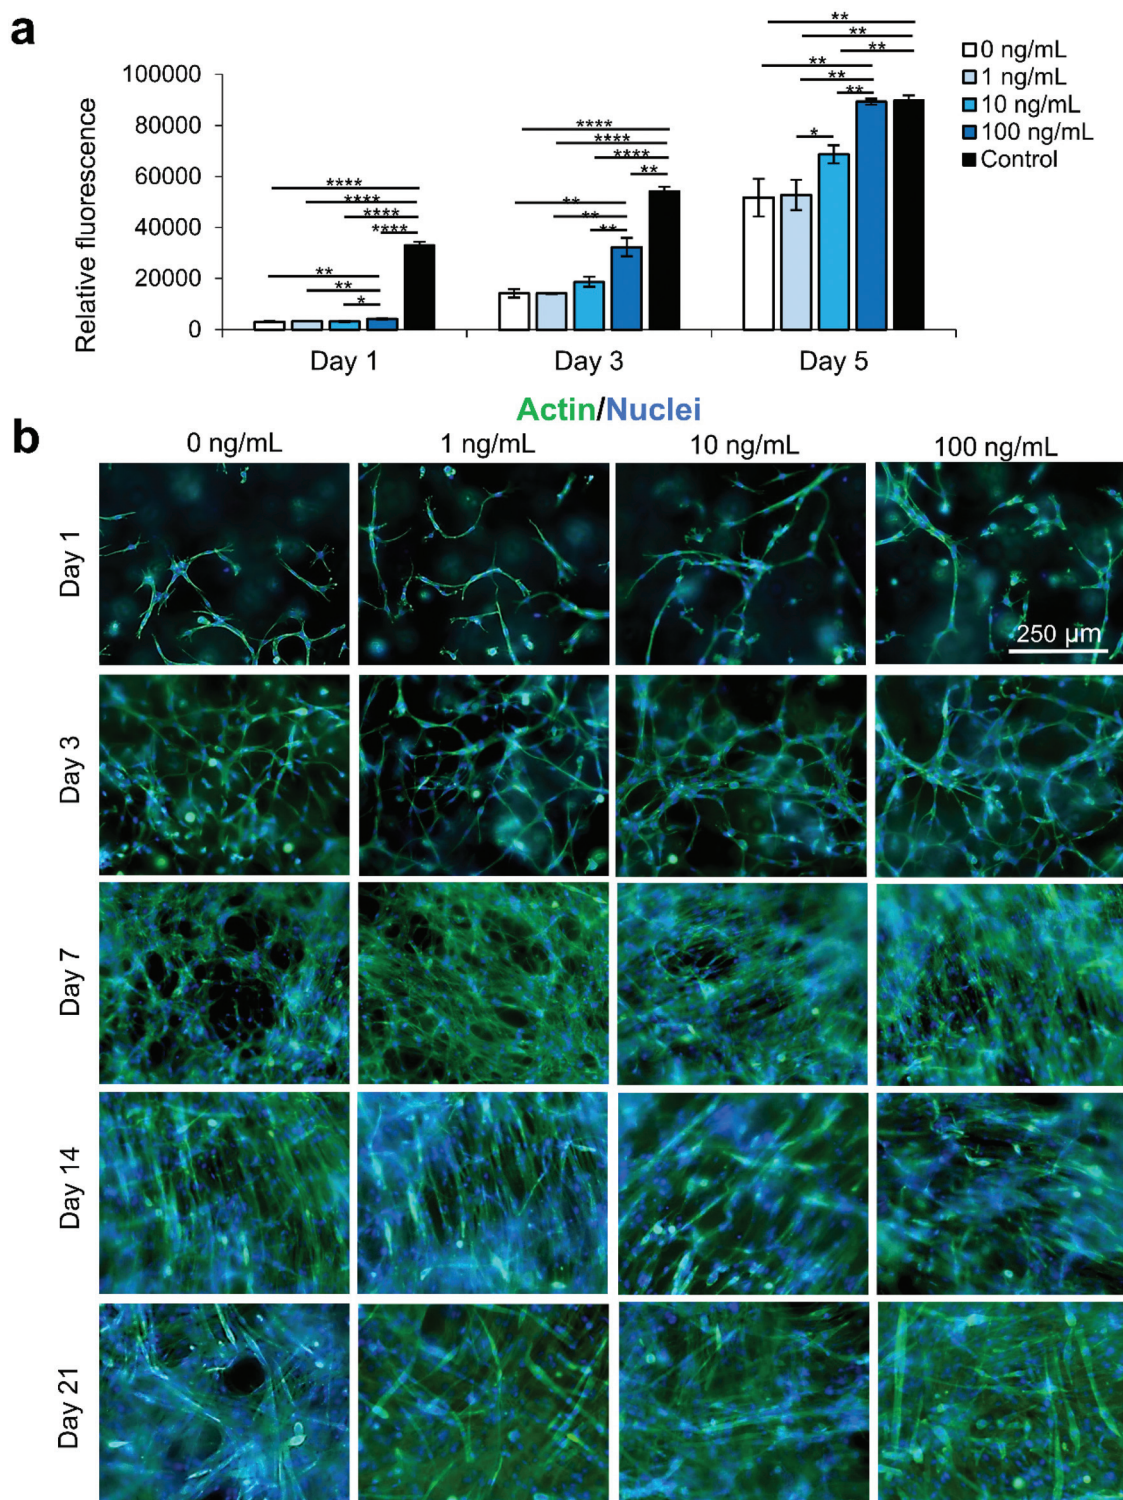 a
**
**
**
**
**
**
*
****
****
****
**
**
**
**
****
****
****
****
**
**
*
0 ng/mL
1 ng/mL
10 ng/mL
100 ng/mL
Control
Relative fluorescence
100000
80000
60000
40000
20000
0
Day 1
Day 3
Day 5
b
Actin/Nuclei
0 ng/mL
1 ng/mL
10 ng/mL
100 ng/mL
Day 1
250 µm
Day 3
Day 7
Day 14
Day 21